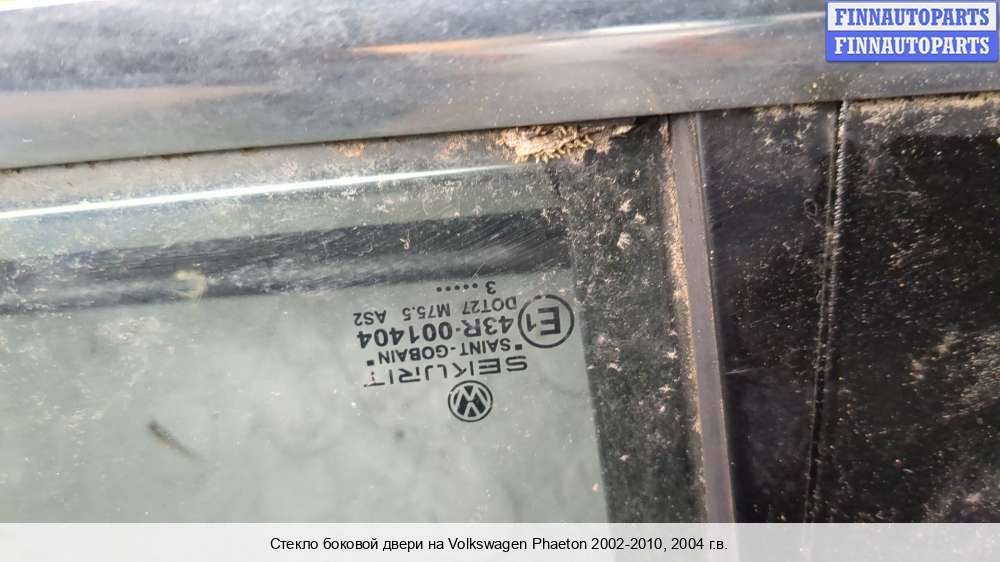 FINNAUTOPARTS
FINNAUTOPARTS
SEKURIT
"SAINT-GOBAIN"
E1 43R-001404
DOT27 M75.5 AS2
3 .....
Стекло боковой двери на Volkswagen Phaeton 2002-2010, 2004 г.в.